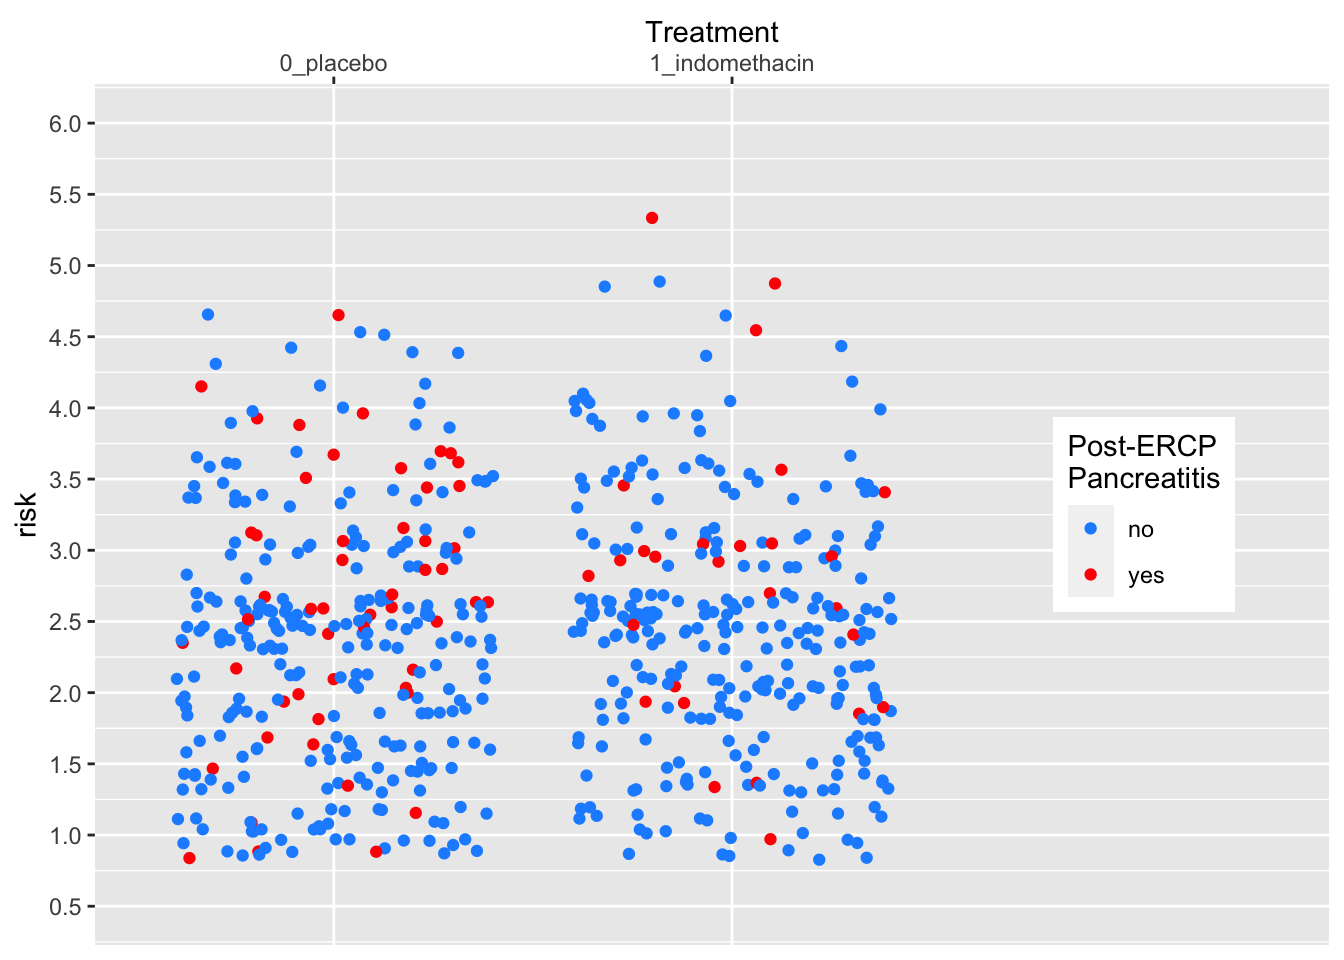 Treatment
0_placebo
1_indomethacin
6.0
5.5
5.0
4.5
4.0
3.5
3.0
2.5
2.0
1.5
1.0
0.5
risk
Post-ERCP
Pancreatitis
no
yes